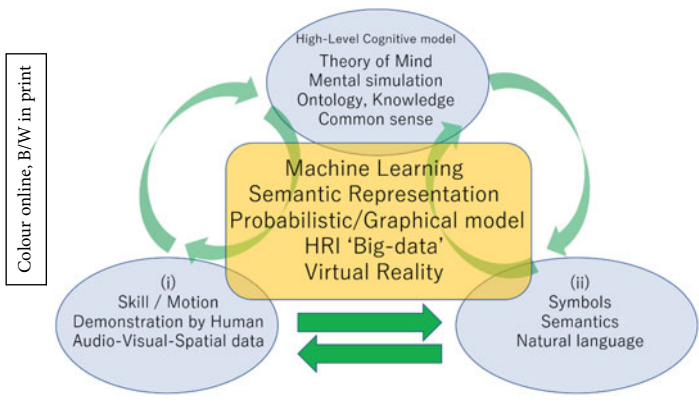 Colour online, B/W in print
High-Level Cognitive model
Theory of Mind
Mental simulation
Ontology, Knowledge
Common sense
Machine Learning
Semantic Representation
Probabilistic/Graphical model
HRI ‘Big-data’
Virtual Reality
(i)
Skill / Motion
Demonstration by Human
Audio-Visual-Spatial data
(ii)
Symbols
Semantics
Natural language